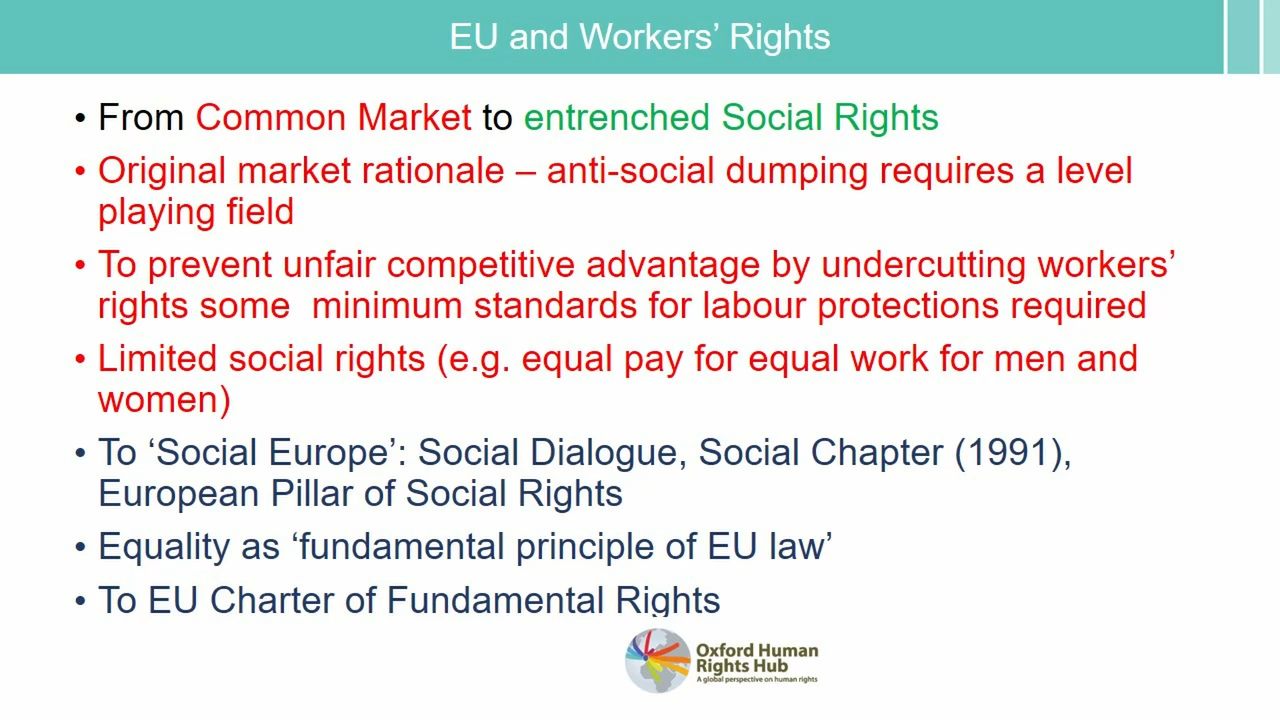 EU and Workers’ Rights
• From Common Market to entrenched Social Rights
• Original market rationale – anti-social dumping requires a level
playing field
• To prevent unfair competitive advantage by undercutting workers’
rights some  minimum standards for labour protections required
• Limited social rights (e.g. equal pay for equal work for men and
women)
• To ‘Social Europe’: Social Dialogue, Social Chapter (1991),
European Pillar of Social Rights
• Equality as ‘fundamental principle of EU law’
• To EU Charter of Fundamental Rights
Oxford Human
Rights Hub
A global perspective on human rights